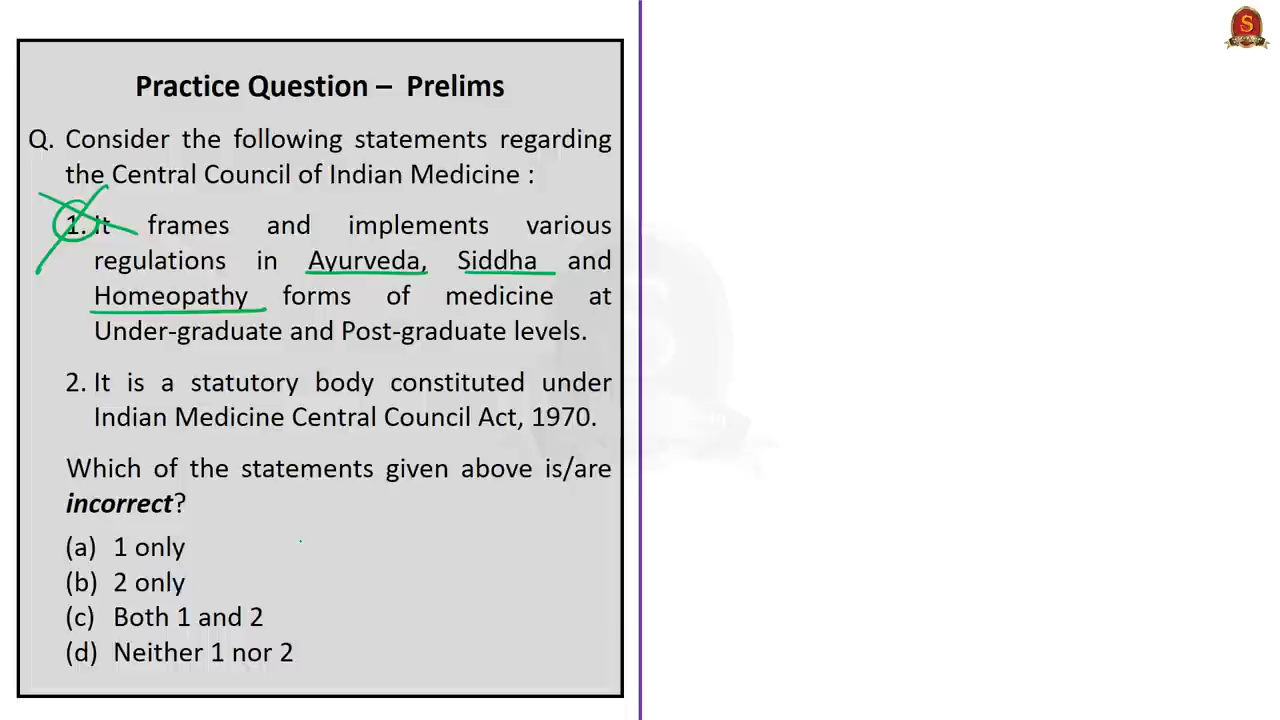 S
Practice Question – Prelims
Q. Consider the following statements regarding
the Central Council of Indian Medicine :
1. It frames and implements various
regulations in Ayurveda, Siddha and
Homeopathy forms of medicine at
Under-graduate and Post-graduate levels.
2. It is a statutory body constituted under
Indian Medicine Central Council Act, 1970.
Which of the statements given above is/are
incorrect?
(a) 1 only
(b) 2 only
(c) Both 1 and 2
(d) Neither 1 nor 2